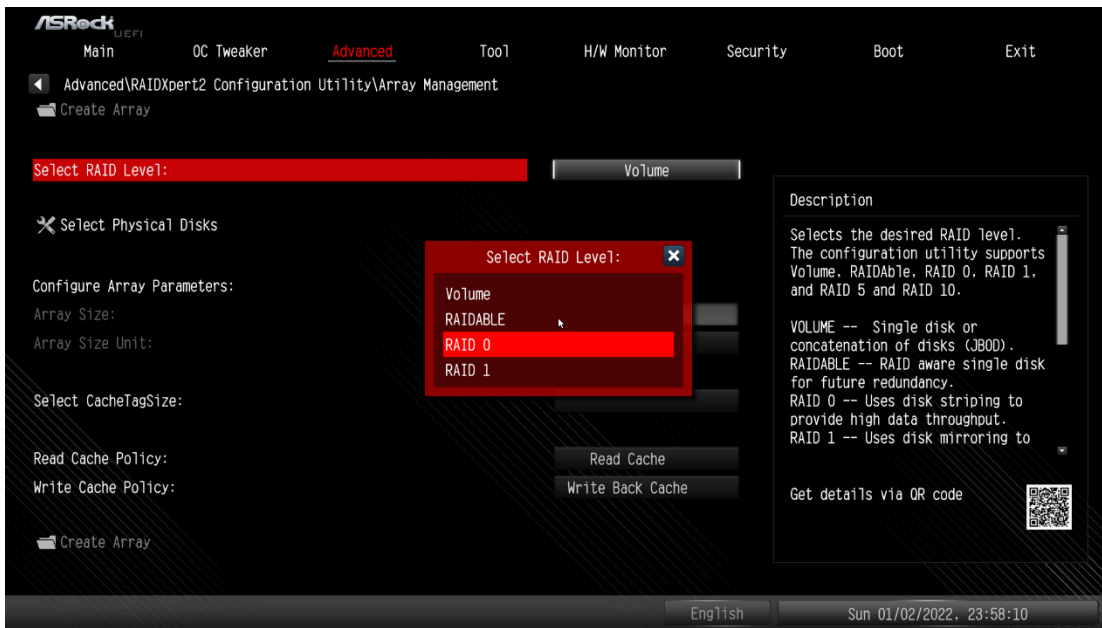 ASRock UEFI
Main OC Tweaker Advanced Tool H/W Monitor Security Boot Exit
Advanced\RAIDXpert2 Configuration Utility\Array Management
Create Array
Select RAID Level: Volume
Select Physical Disks
Configure Array Parameters:
Array Size:
Array Size Unit:
Select CacheTagSize:
Read Cache Policy: Read Cache
Write Cache Policy: Write Back Cache
Create Array
Select RAID Level:
Volume
RAIDABLE
RAID 0
RAID 1
Description
Selects the desired RAID level.
The configuration utility supports
Volume, RAIDAble, RAID 0, RAID 1,
and RAID 5 and RAID 10.
VOLUME -- Single disk or
concatenation of disks (JBOD).
RAIDABLE -- RAID aware single disk
for future redundancy.
RAID 0 -- Uses disk striping to
provide high data throughput.
RAID 1 -- Uses disk mirroring to
Get details via QR code
English Sun 01/02/2022, 23:58:10